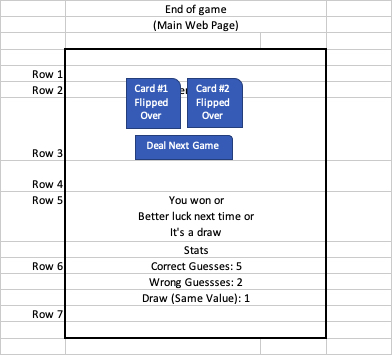 End of game
(Main Web Page)
Row 1
Row 2
Card #1
Flipped
Over
Card #2
Flipped
Over
Row 3
Deal Next Game
Row 4
Row 5
You won or
Better luck next time or
It's a draw
Stats
Row 6
Correct Guesses: 5
Wrong Guessses: 2
Draw (Same Value): 1
Row 7